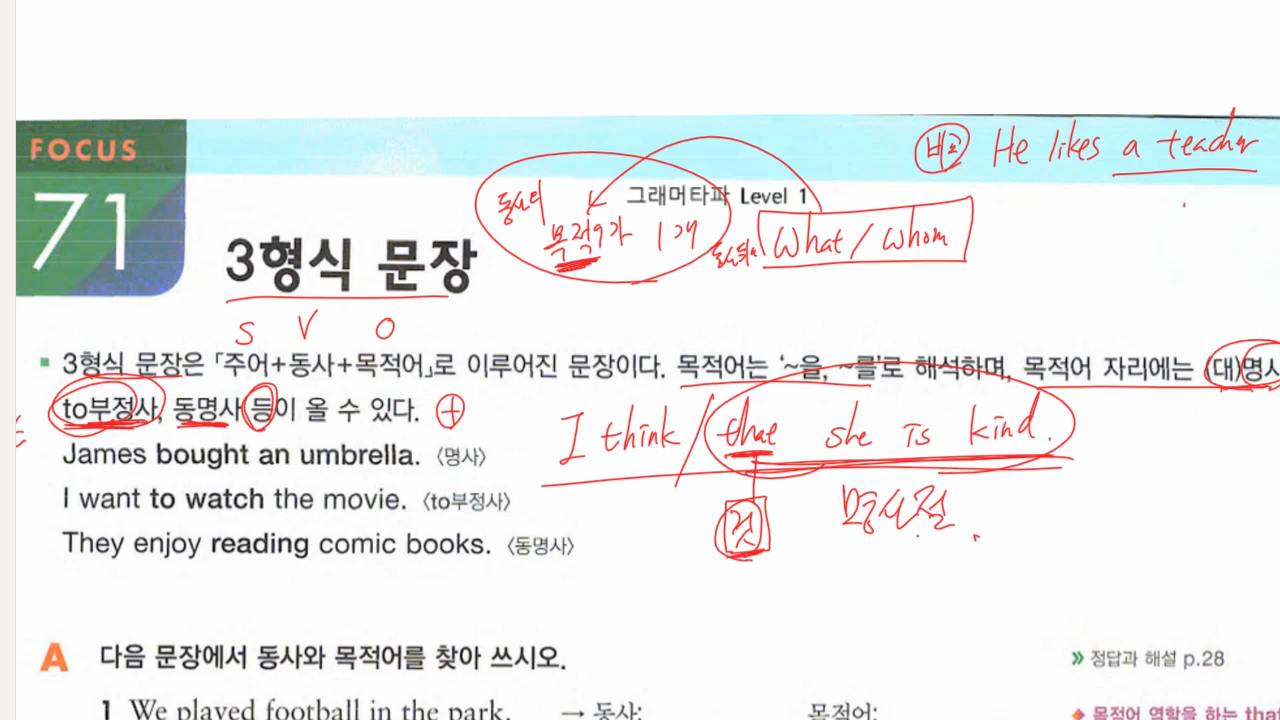 FOCUS
71
비교 He likes a teacher
그래머타파 Level 1
동사의
목적어가 1개
What / whom
3형식 문장
S V O
3형식 문장은 「주어+동사+목적어」로 이루어진 문장이다. 목적어는 '~을, ~를'로 해석하며, 목적어 자리에는 (대)명사
to부정사, 동명사 등이 올 수 있다. +
I think / that she is kind.
James bought an umbrella. 〈명사〉
I want to watch the movie. 〈to부정사〉
것 명사절
They enjoy reading comic books. 〈동명사〉
A 다음 문장에서 동사와 목적어를 찾아 쓰시오.
» 정답과 해설 p.28
1 We played football in the park. → 동사: 목적어:
목적어 역할을 하는 that